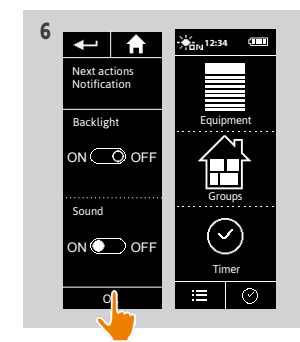 6
Next actions
Notification
Backlight
ON OFF
Sound
ON OFF
12:34
Equipment
Groups
Timer